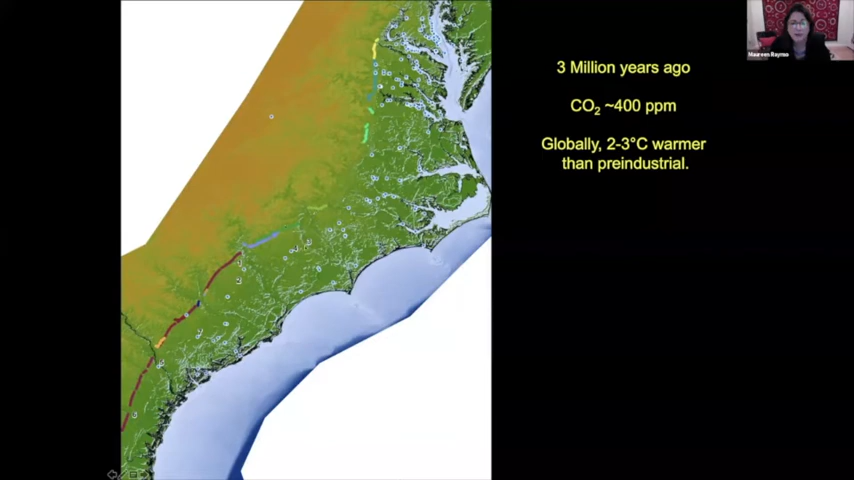 3 Million years ago
CO₂ ~400 ppm
Globally, 2-3°C warmer
than preindustrial.
Maureen Raymo